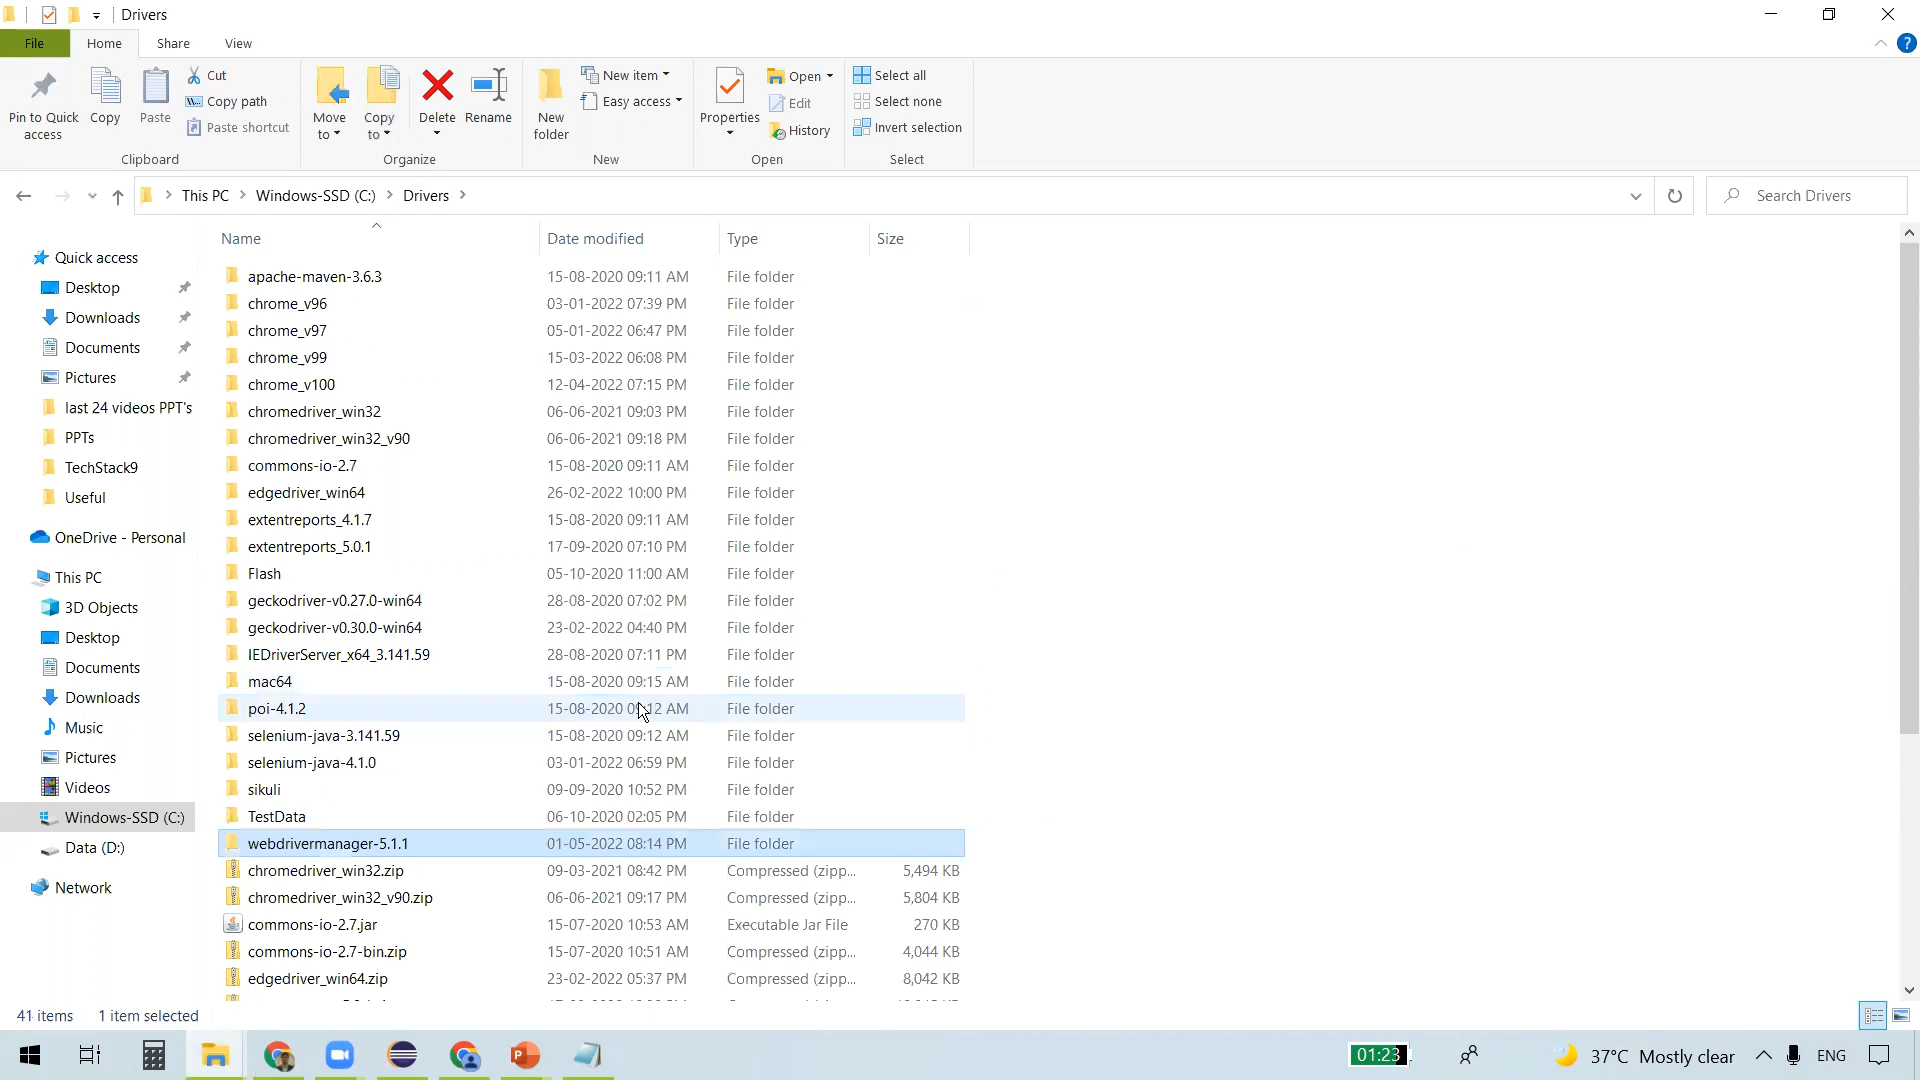 Drivers
File Home Share View
Pin to Quick access
Copy
Paste
Cut
Copy path
Paste shortcut
Clipboard
Move to
Copy to
Delete
Rename
Organize
New folder
New item
Easy access
New
Properties
Open
Edit
History
Open
Select all
Select none
Invert selection
Select
This PC Windows-SSD (C:) Drivers
Search Drivers
Quick access
Desktop
Downloads
Documents
Pictures
last 24 videos PPT's
PPTs
TechStack9
Useful
OneDrive - Personal
This PC
3D Objects
Desktop
Documents
Downloads
Music
Pictures
Videos
Windows-SSD (C:)
Data (D:)
Network
Name Date modified Type Size
apache-maven-3.6.3 15-08-2020 09:11 AM File folder
chrome_v96 03-01-2022 07:39 PM File folder
chrome_v97 05-01-2022 06:47 PM File folder
chrome_v99 15-03-2022 06:08 PM File folder
chrome_v100 12-04-2022 07:15 PM File folder
chromedriver_win32 06-06-2021 09:03 PM File folder
chromedriver_win32_v90 06-06-2021 09:18 PM File folder
commons-io-2.7 15-08-2020 09:11 AM File folder
edgedriver_win64 26-02-2022 10:00 PM File folder
extentreports_4.1.7 15-08-2020 09:11 AM File folder
extentreports_5.0.1 17-09-2020 07:10 PM File folder
Flash 05-10-2020 11:00 AM File folder
geckodriver-v0.27.0-win64 28-08-2020 07:02 PM File folder
geckodriver-v0.30.0-win64 23-02-2022 04:40 PM File folder
IEDriverServer_x64_3.141.59 28-08-2020 07:11 PM File folder
mac64 15-08-2020 09:15 AM File folder
poi-4.1.2 15-08-2020 09:12 AM File folder
selenium-java-3.141.59 15-08-2020 09:12 AM File folder
selenium-java-4.1.0 03-01-2022 06:59 PM File folder
sikuli 09-09-2020 10:52 PM File folder
TestData 06-10-2020 02:05 PM File folder
webdrivermanager-5.1.1 01-05-2022 08:14 PM File folder
chromedriver_win32.zip 09-03-2021 08:42 PM Compressed (zipp... 5,494 KB
chromedriver_win32_v90.zip 06-06-2021 09:17 PM Compressed (zipp... 5,804 KB
commons-io-2.7.jar 15-07-2020 10:53 AM Executable Jar File 270 KB
commons-io-2.7-bin.zip 15-07-2020 10:51 AM Compressed (zipp... 4,044 KB
edgedriver_win64.zip 23-02-2022 05:37 PM Compressed (zipp... 8,042 KB
41 items 1 item selected
01:23
37°C Mostly clear
ENG